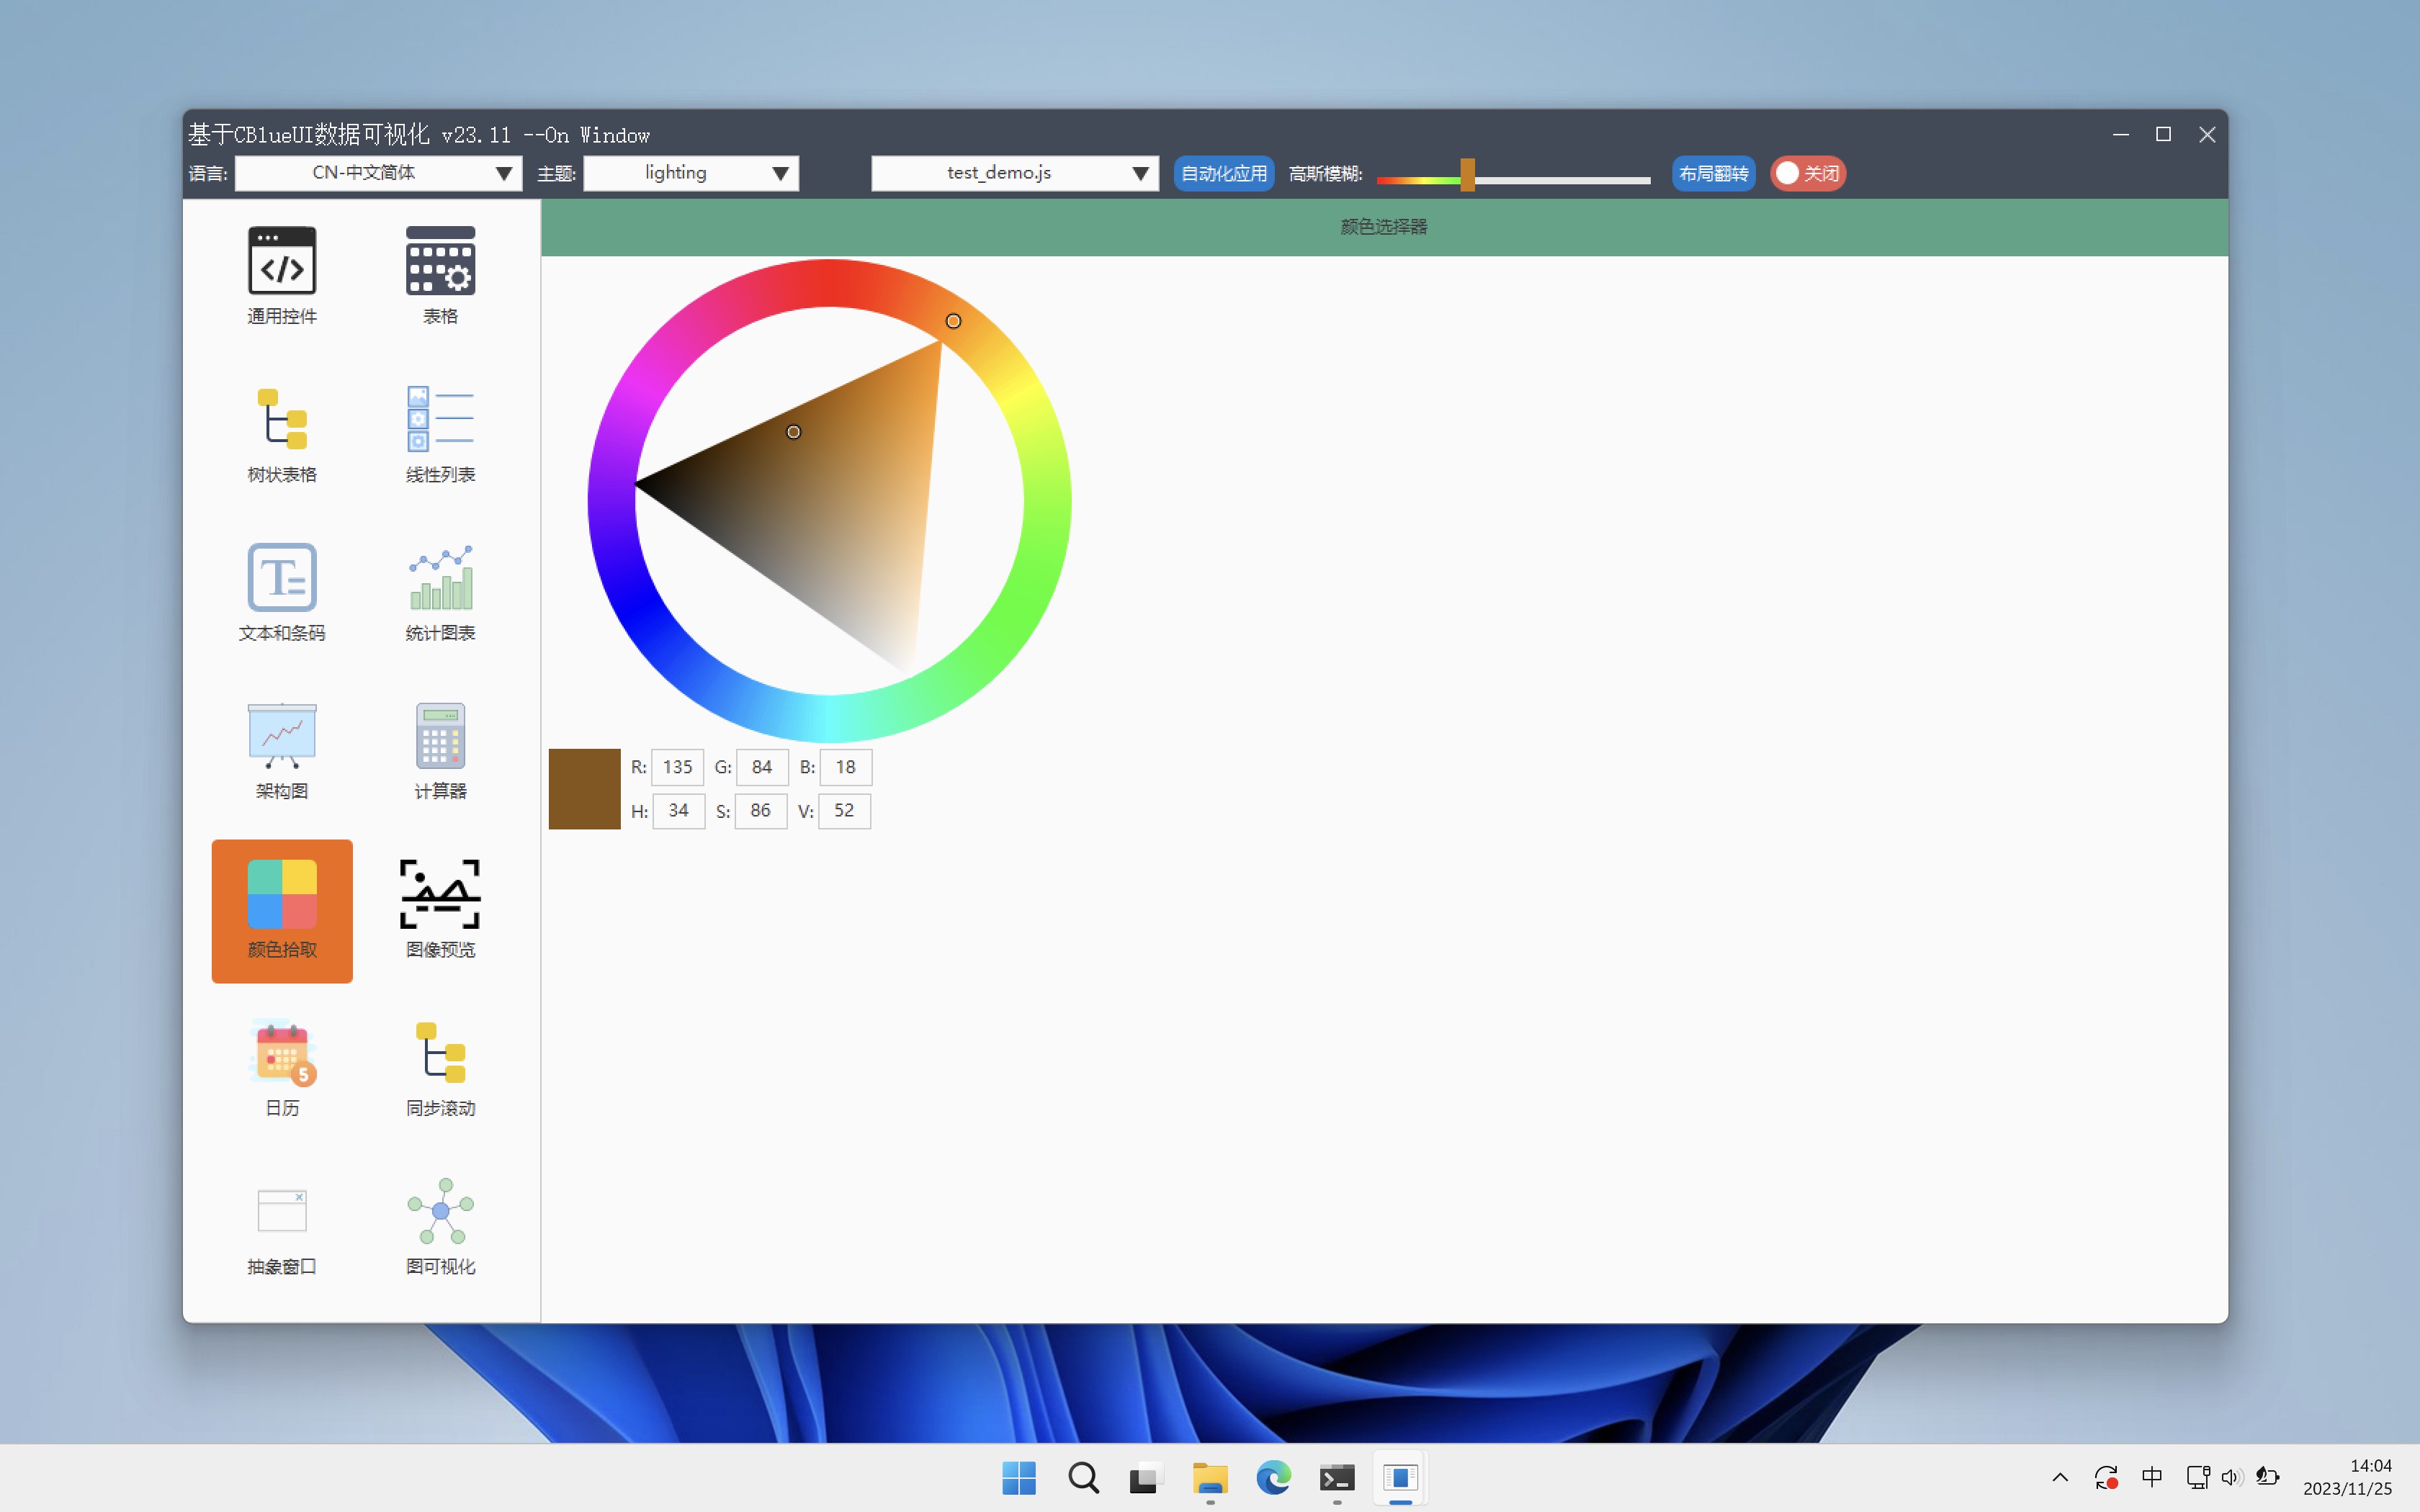 基于CBlueUI数据可视化 v23.11 --On Window
语言: CN-中文简体 主题: lighting test_demo.js 自动化应用 高斯模糊: 布局翻转 关闭
颜色选择器
通用控件 表格
树状表格 线性列表
文本和条码 统计图表
架构图 计算器
R: 135 G: 84 B: 18
H: 34 S: 86 V: 52
颜色拾取 图像预览
5
日历 同步滚动
抽象窗口 图可视化
中
14:04
2023/11/25